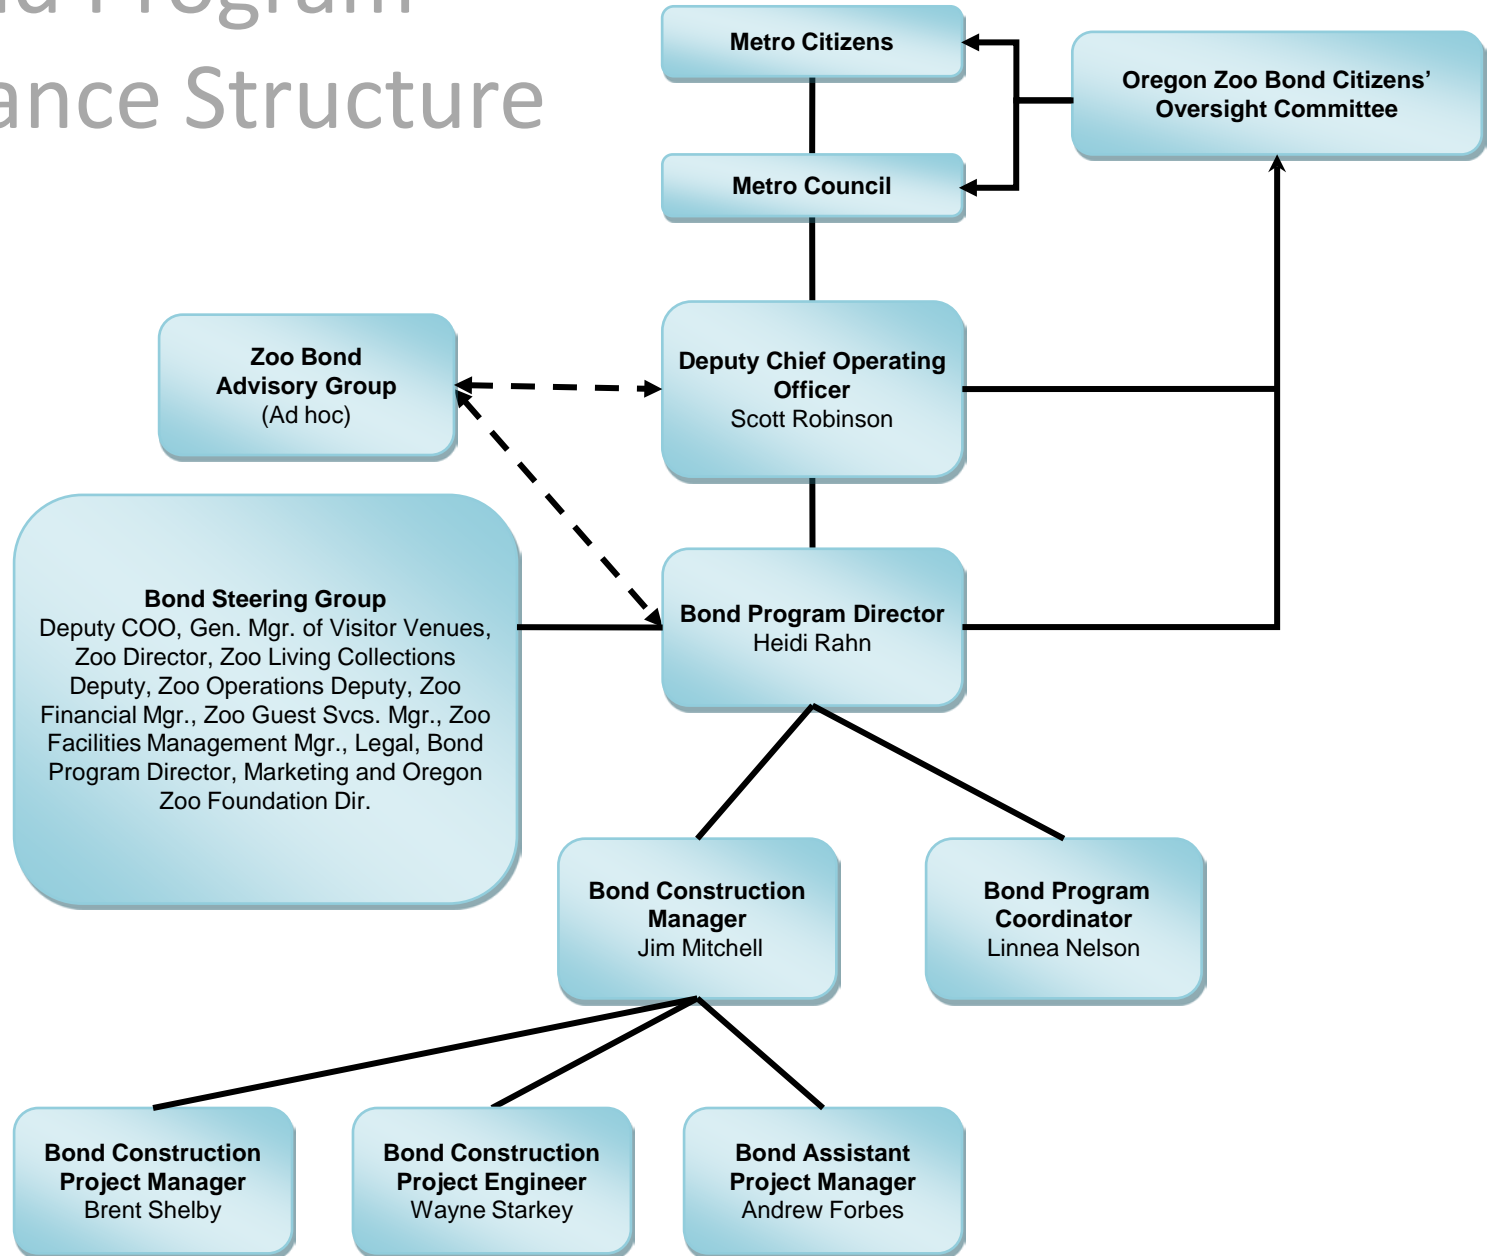 Program
ance Structure
Metro Citizens
Oregon Zoo Bond Citizens’
Oversight Committee
Metro Council
Zoo Bond
Advisory Group
(Ad hoc)
Deputy Chief Operating
Officer
Scott Robinson
Bond Steering Group
Deputy COO, Gen. Mgr. of Visitor Venues,
Zoo Director, Zoo Living Collections
Deputy, Zoo Operations Deputy, Zoo
Financial Mgr., Zoo Guest Svcs. Mgr., Zoo
Facilities Management Mgr., Legal, Bond
Program Director, Marketing and Oregon
Zoo Foundation Dir.
Bond Program Director
Heidi Rahn
Bond Construction
Manager
Jim Mitchell
Bond Program
Coordinator
Linnea Nelson
Bond Construction
Project Manager
Brent Shelby
Bond Construction
Project Engineer
Wayne Starkey
Bond Assistant
Project Manager
Andrew Forbes